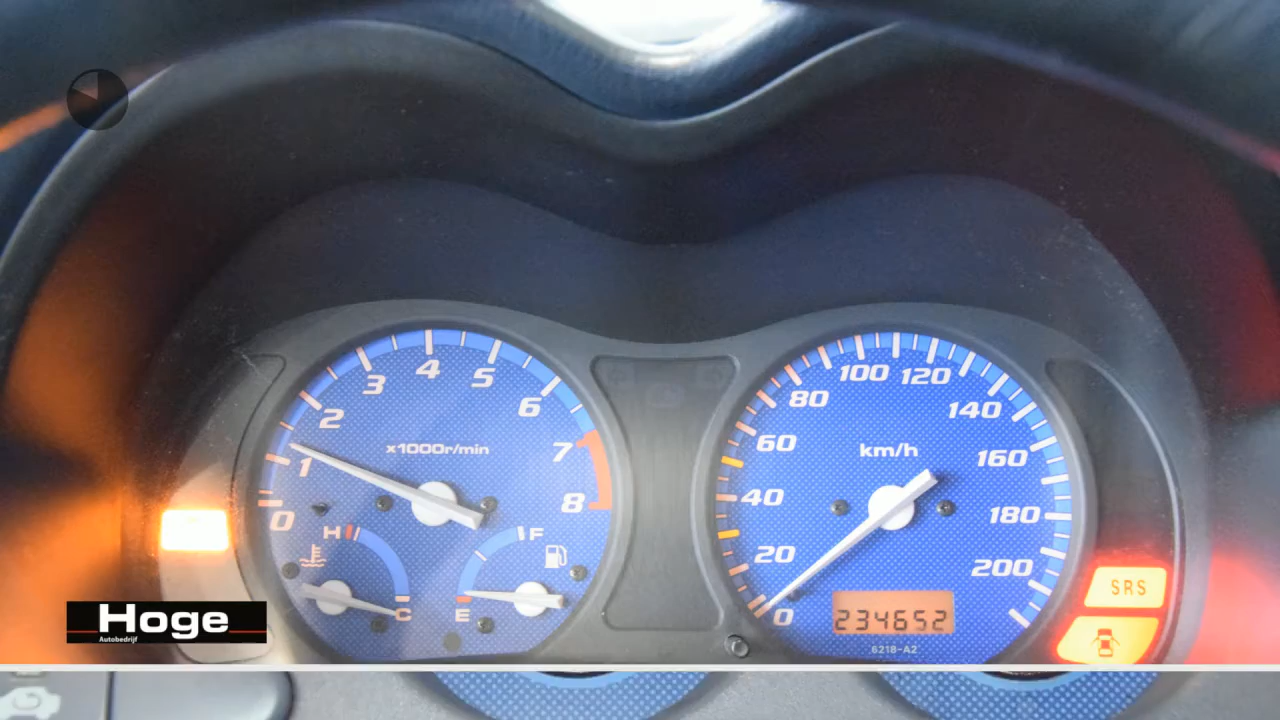 0 1 2 3 4 5 6 7 8
x1000r/min
H C
F E
0 20 40 60 80 100 120 140 160 180 200
km/h
234652
6218-A2
SRS
Hoge
Autobedrijf